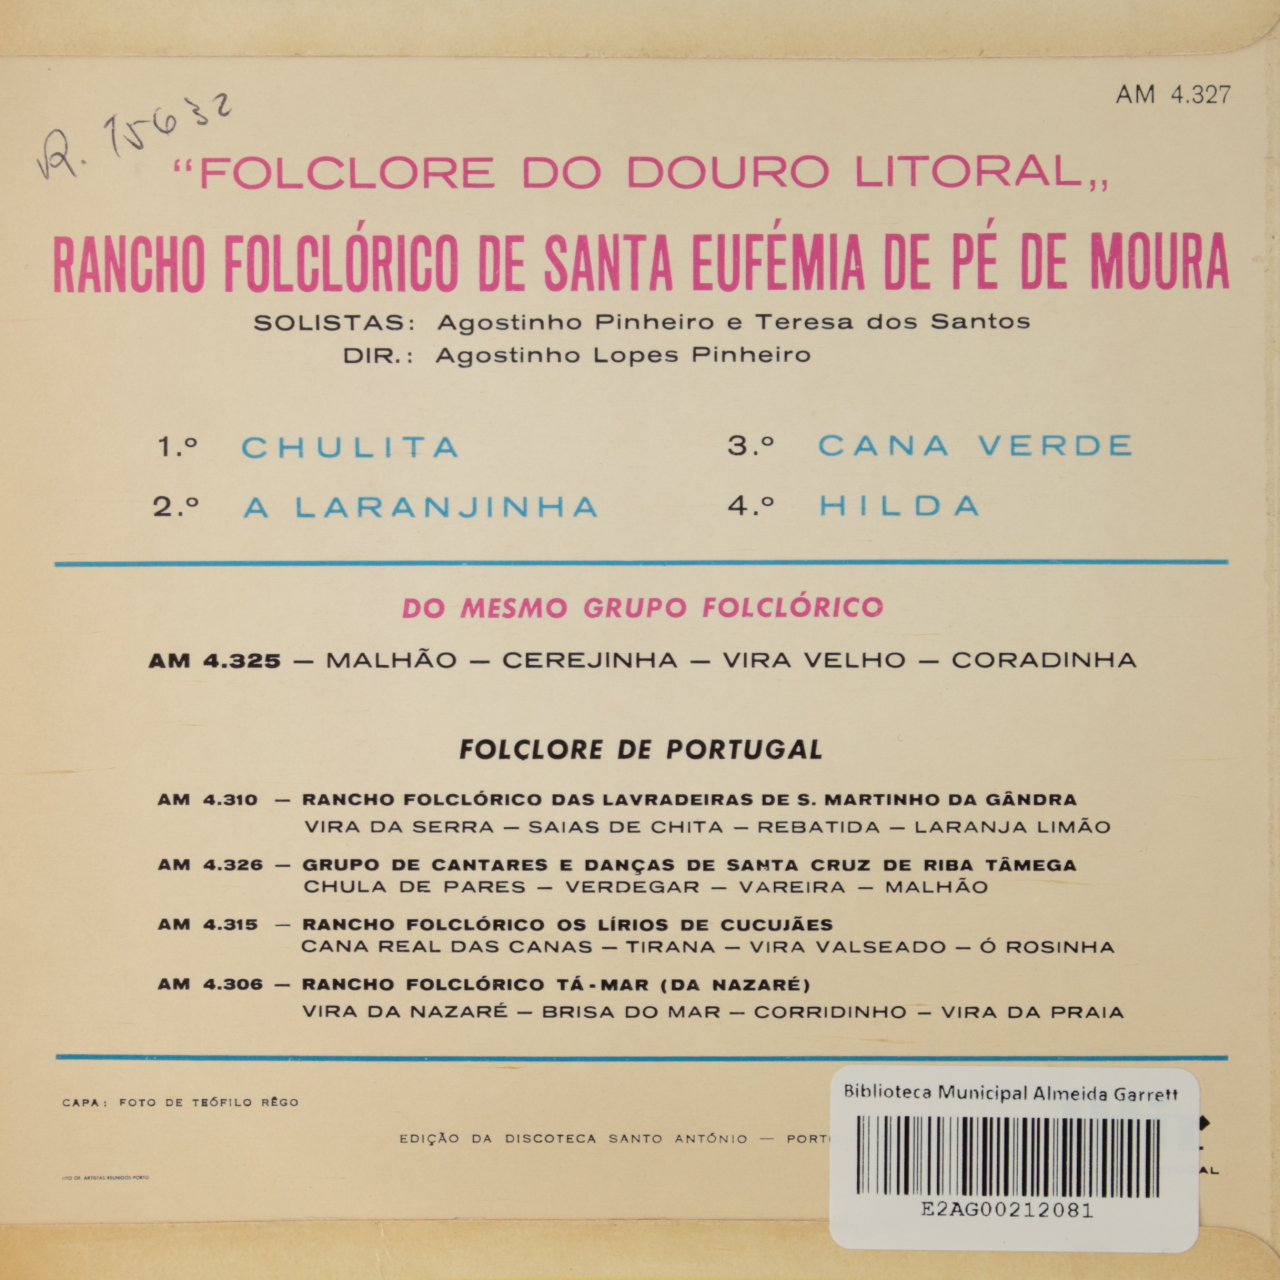 AM 4.327
R. 15632
“FOLCLORE DO DOURO LITORAL„
RANCHO FOLCLÓRICO DE SANTA EUFÉMIA DE PÉ DE MOURA
SOLISTAS: Agostinho Pinheiro e Teresa dos Santos
DIR.: Agostinho Lopes Pinheiro
1.º CHULITA
2.º A LARANJINHA
3.º CANA VERDE
4.º HILDA
DO MESMO GRUPO FOLCLÓRICO
AM 4.325 — MALHÃO — CEREJINHA — VIRA VELHO — CORADINHA
FOLCLORE DE PORTUGAL
AM 4.310 — RANCHO FOLCLÓRICO DAS LAVRADEIRAS DE S. MARTINHO DA GÂNDRA
VIRA DA SERRA — SAIAS DE CHITA — REBATIDA — LARANJA LIMÃO
AM 4.326 — GRUPO DE CANTARES E DANÇAS DE SANTA CRUZ DE RIBA TÂMEGA
CHULA DE PARES — VERDEGAR — VAREIRA — MALHÃO
AM 4.315 — RANCHO FOLCLÓRICO OS LÍRIOS DE CUCUJÃES
CANA REAL DAS CANAS — TIRANA — VIRA VALSEADO — Ó ROSINHA
AM 4.306 — RANCHO FOLCLÓRICO TÁ-MAR (DA NAZARÉ)
VIRA DA NAZARÉ — BRISA DO MAR — CORRIDINHO — VIRA DA PRAIA
CAPA: FOTO DE TEÓFILO RÊGO
EDIÇÃO DA DISCOTECA SANTO ANTÓNIO —
LITO OF. ARTISTAS REUNIDOS-PORTO
Biblioteca Municipal Almeida Garrett
E2AG00212081